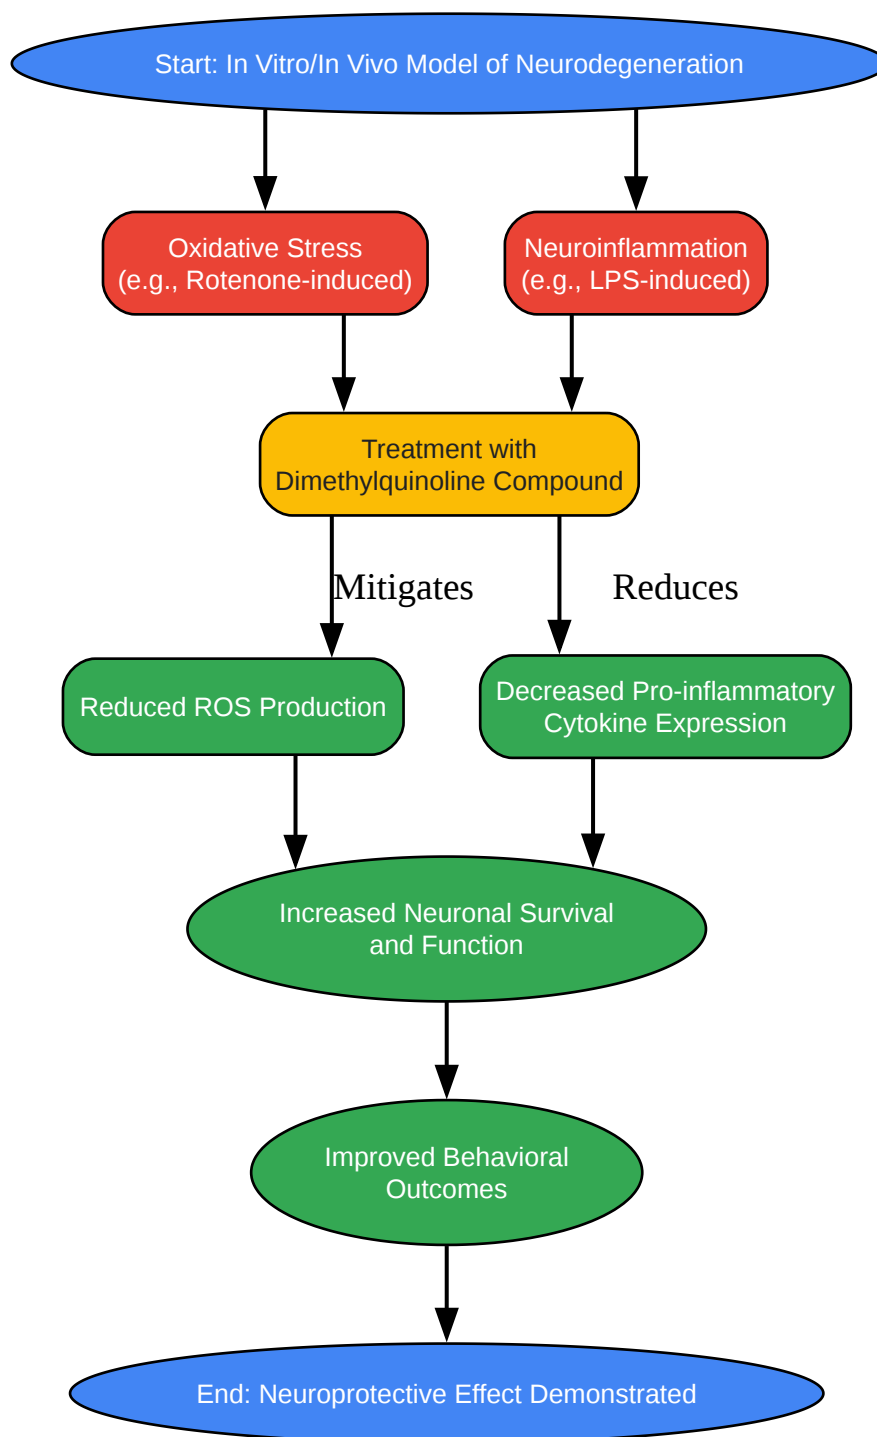 Start: In Vitro/In Vivo Model of Neurodegeneration
Oxidative Stress
(e.g., Rotenone-induced)
Neuroinflammation
(e.g., LPS-induced)
Treatment with
Dimethylquinoline Compound
Mitigates
Reduces
Reduced ROS Production
Decreased Pro-inflammatory
Cytokine Expression
Increased Neuronal Survival
and Function
Improved Behavioral
Outcomes
End: Neuroprotective Effect Demonstrated